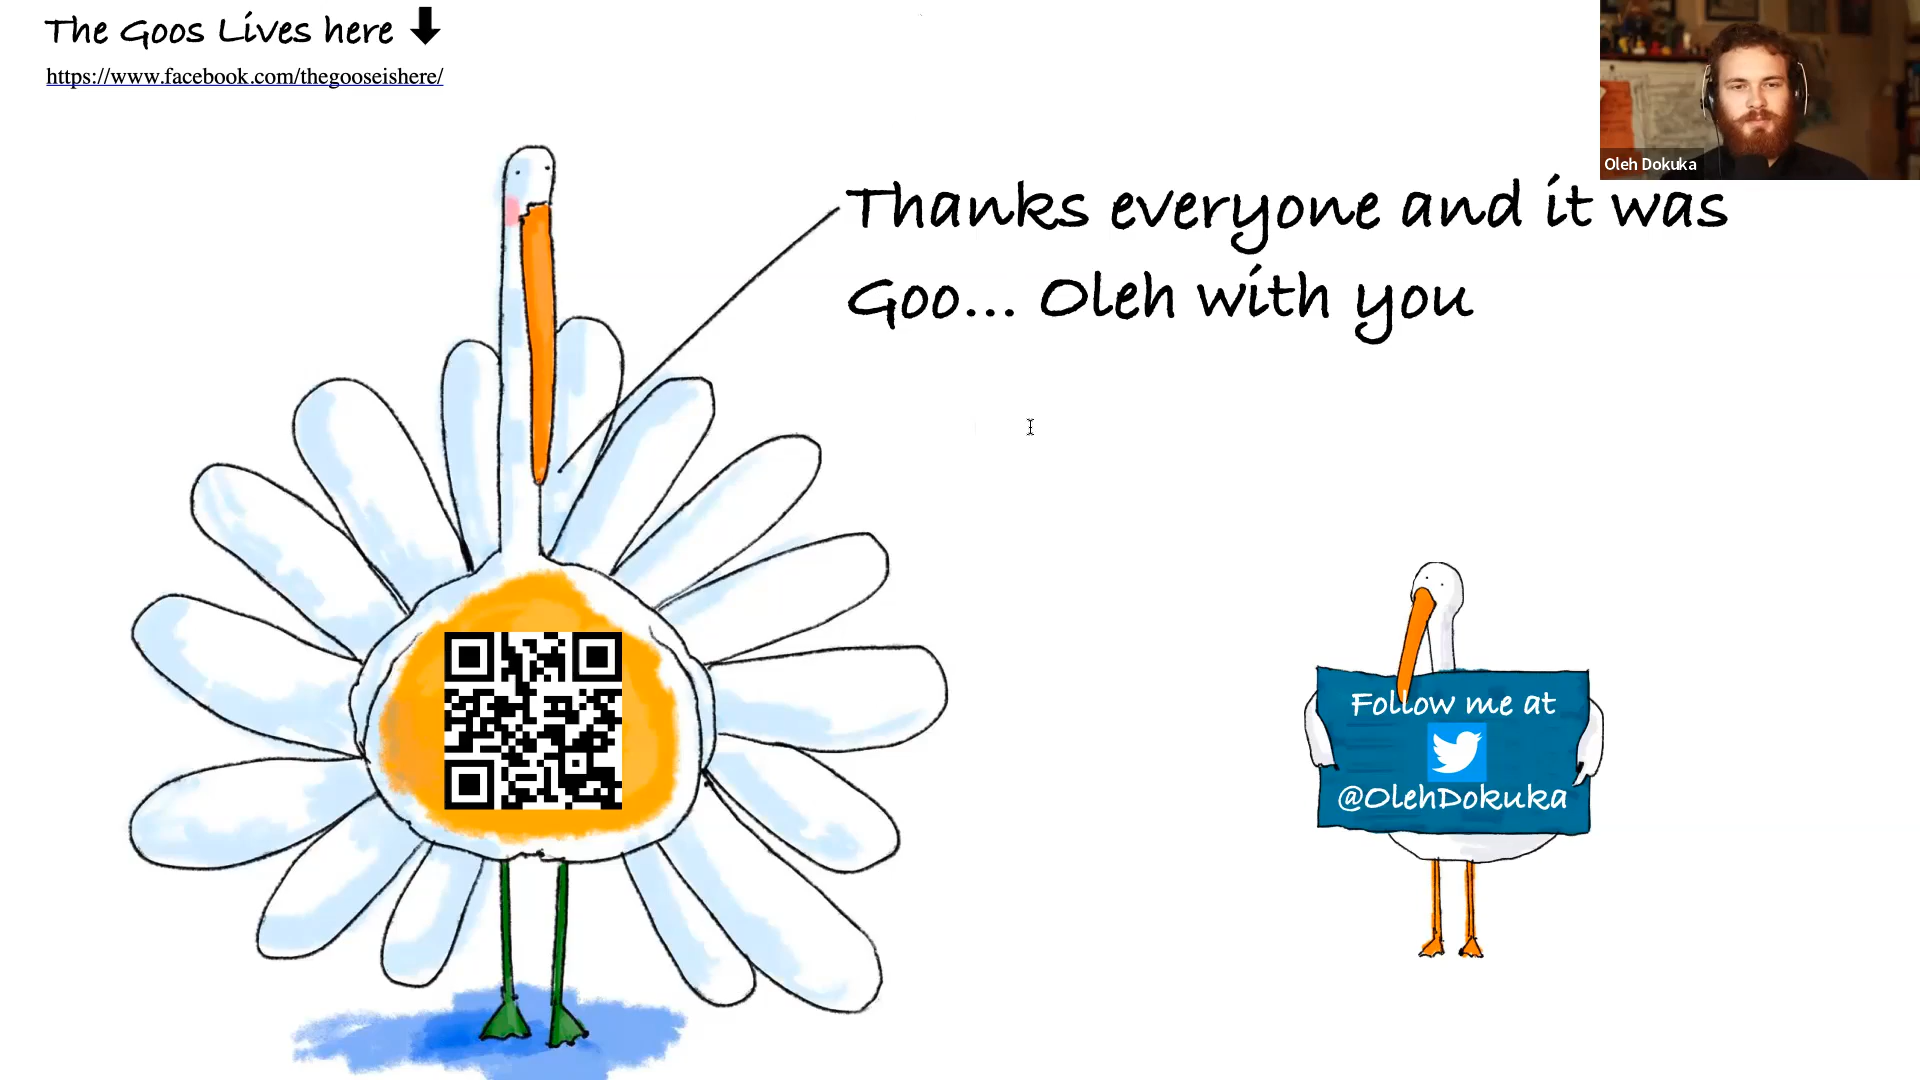 The Goos Lives here
https://www.facebook.com/thegooseishere/
Oleh Dokuka
Thanks everyone and it was
Goo... Oleh with you
Follow me at
@OlehDokuka